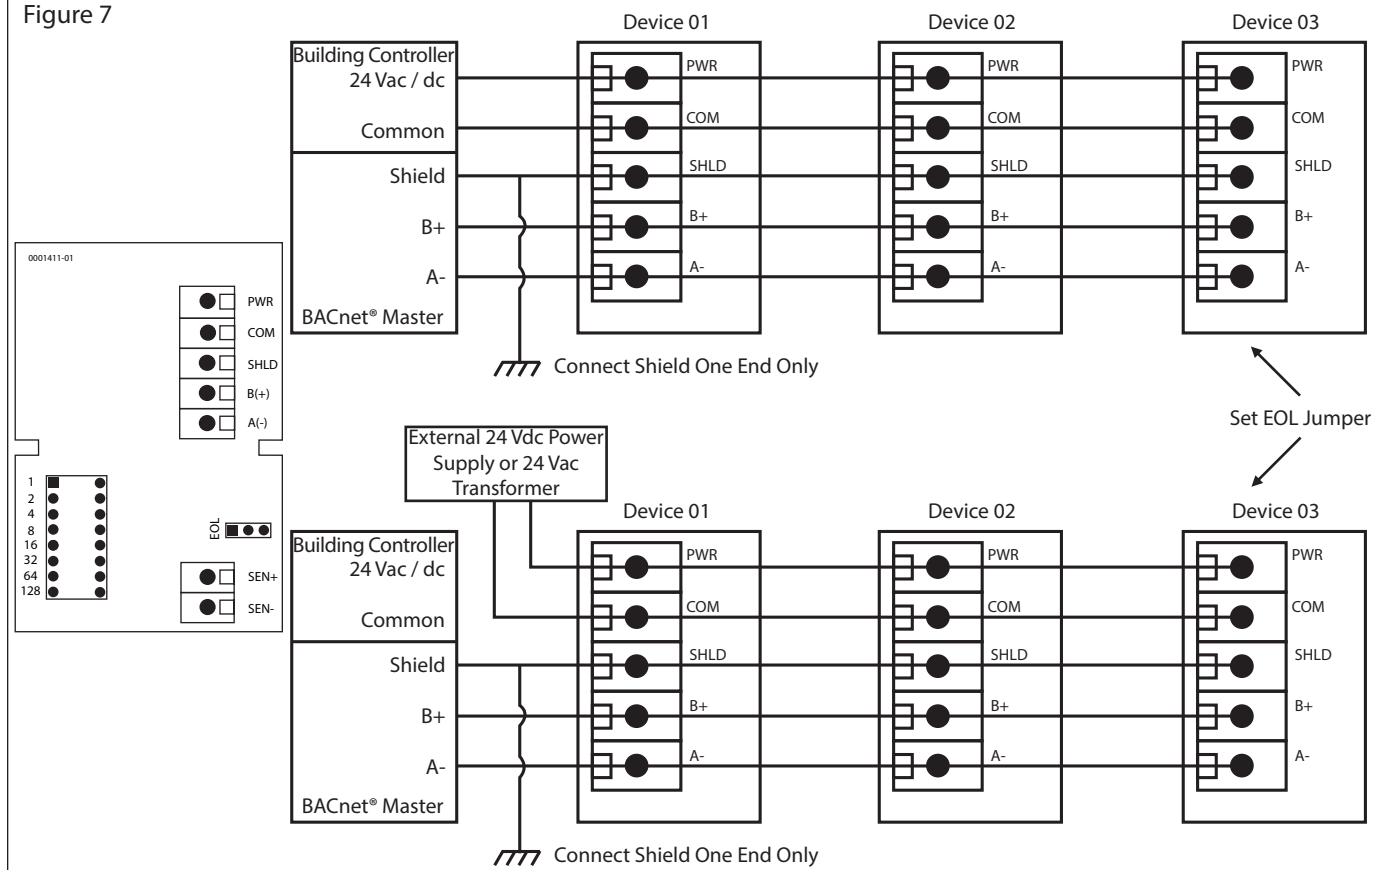 Figure 7
Device 01
Device 02
Device 03
Building Controller
24 Vac / dc
Common
Shield
B+
A-
BACnet® Master
PWR
COM
SHLD
B+
A-
PWR
COM
SHLD
B+
A-
PWR
COM
SHLD
B+
A-
Connect Shield One End Only
Set EOL Jumper
0001411-01
PWR
COM
SHLD
B(+)
A(-)
1
2
4
8
16
32
64
128
EOL
SEN+
SEN-
External 24 Vdc Power
Supply or 24 Vac
Transformer
Device 01
Device 02
Device 03
Building Controller
24 Vac / dc
Common
Shield
B+
A-
BACnet® Master
PWR
COM
SHLD
B+
A-
PWR
COM
SHLD
B+
A-
PWR
COM
SHLD
B+
A-
Connect Shield One End Only